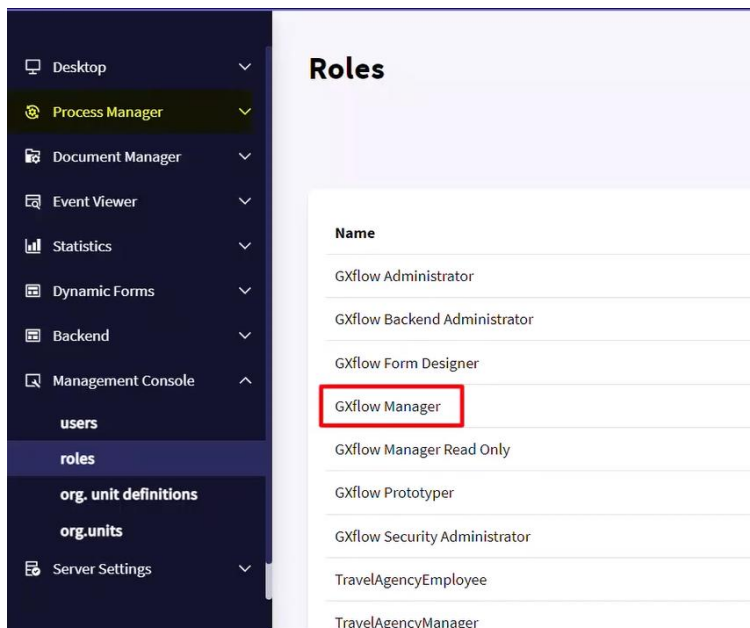 Desktop
Process Manager
Document Manager
Event Viewer
Statistics
Dynamic Forms
Backend
Management Console
users
roles
org. unit definitions
org.units
Server Settings
Roles
Name
GXflow Administrator
GXflow Backend Administrator
GXflow Form Designer
GXflow Manager
GXflow Manager Read Only
GXflow Prototyper
GXflow Security Administrator
TravelAgencyEmployee
TravelAgencyManager